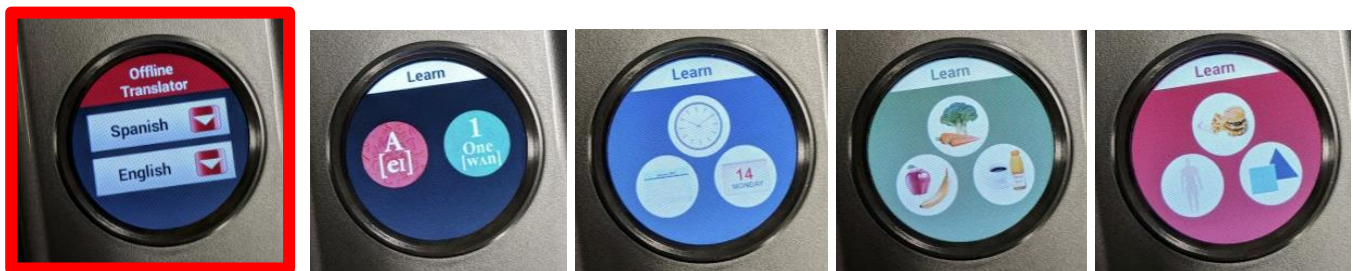 Offline
Translator
Spanish
English
Learn
A
[eɪ]
1
One
[wʌn]
Learn
14
MONDAY
Learn
Learn